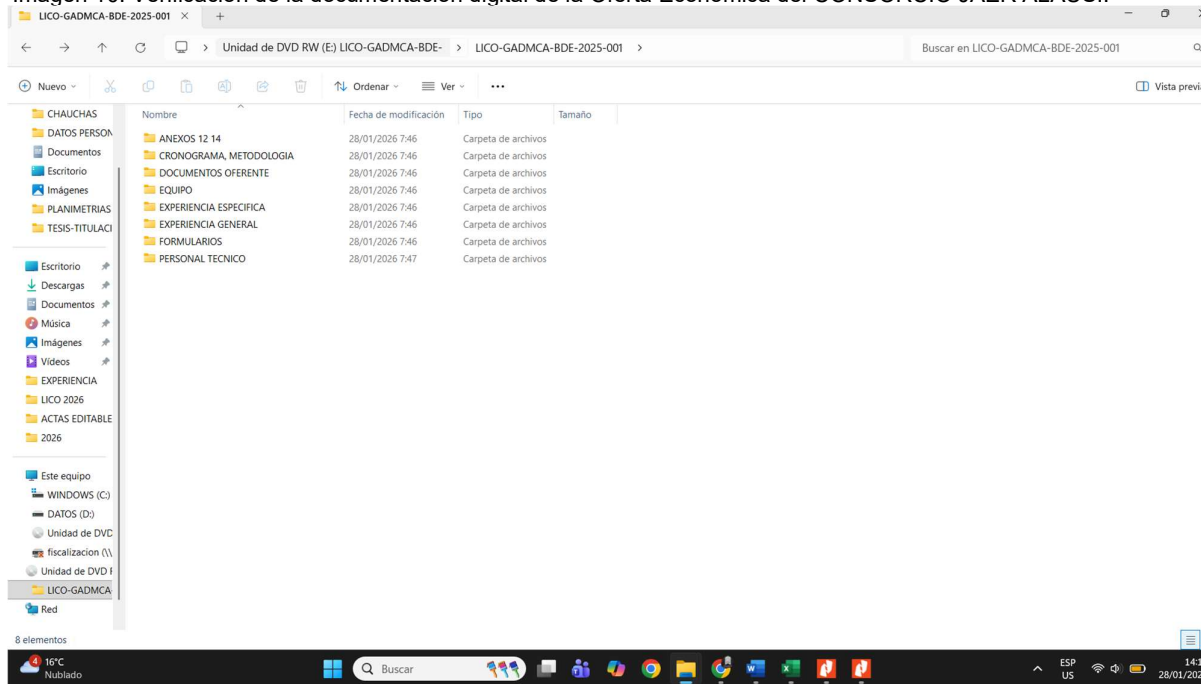 LICO-GADMCA-BDE-2025-001
Unidad de DVD RW (E:) LICO-GADMCA-BDE- > LICO-GADMCA-BDE-2025-001 >
Buscar en LICO-GADMCA-BDE-2025-001
Nuevo
Ordenar
Ver
Vista previa
CHAUCHAS
DATOS PERSON
Documentos
Escritorio
Imágenes
PLANIMETRIAS
TESIS-TITULACI
Escritorio
Descargas
Documentos
Música
Imágenes
Vídeos
EXPERIENCIA
LICO 2026
ACTAS EDITABLE
2026
Este equipo
WINDOWS (C:)
DATOS (D:)
Unidad de DVD
fiscalizacion (\\
Unidad de DVD
LICO-GADMCA-
Red
Nombre Fecha de modificación Tipo Tamaño
ANEXOS 12 14 28/01/2026 7:46 Carpeta de archivos
CRONOGRAMA, METODOLOGIA 28/01/2026 7:46 Carpeta de archivos
DOCUMENTOS OFERENTE 28/01/2026 7:46 Carpeta de archivos
EQUIPO 28/01/2026 7:46 Carpeta de archivos
EXPERIENCIA ESPECIFICA 28/01/2026 7:46 Carpeta de archivos
EXPERIENCIA GENERAL 28/01/2026 7:46 Carpeta de archivos
FORMULARIOS 28/01/2026 7:46 Carpeta de archivos
PERSONAL TECNICO 28/01/2026 7:47 Carpeta de archivos
8 elementos
4
16°C
Nublado
Buscar
ESP
US
14:1
28/01/202